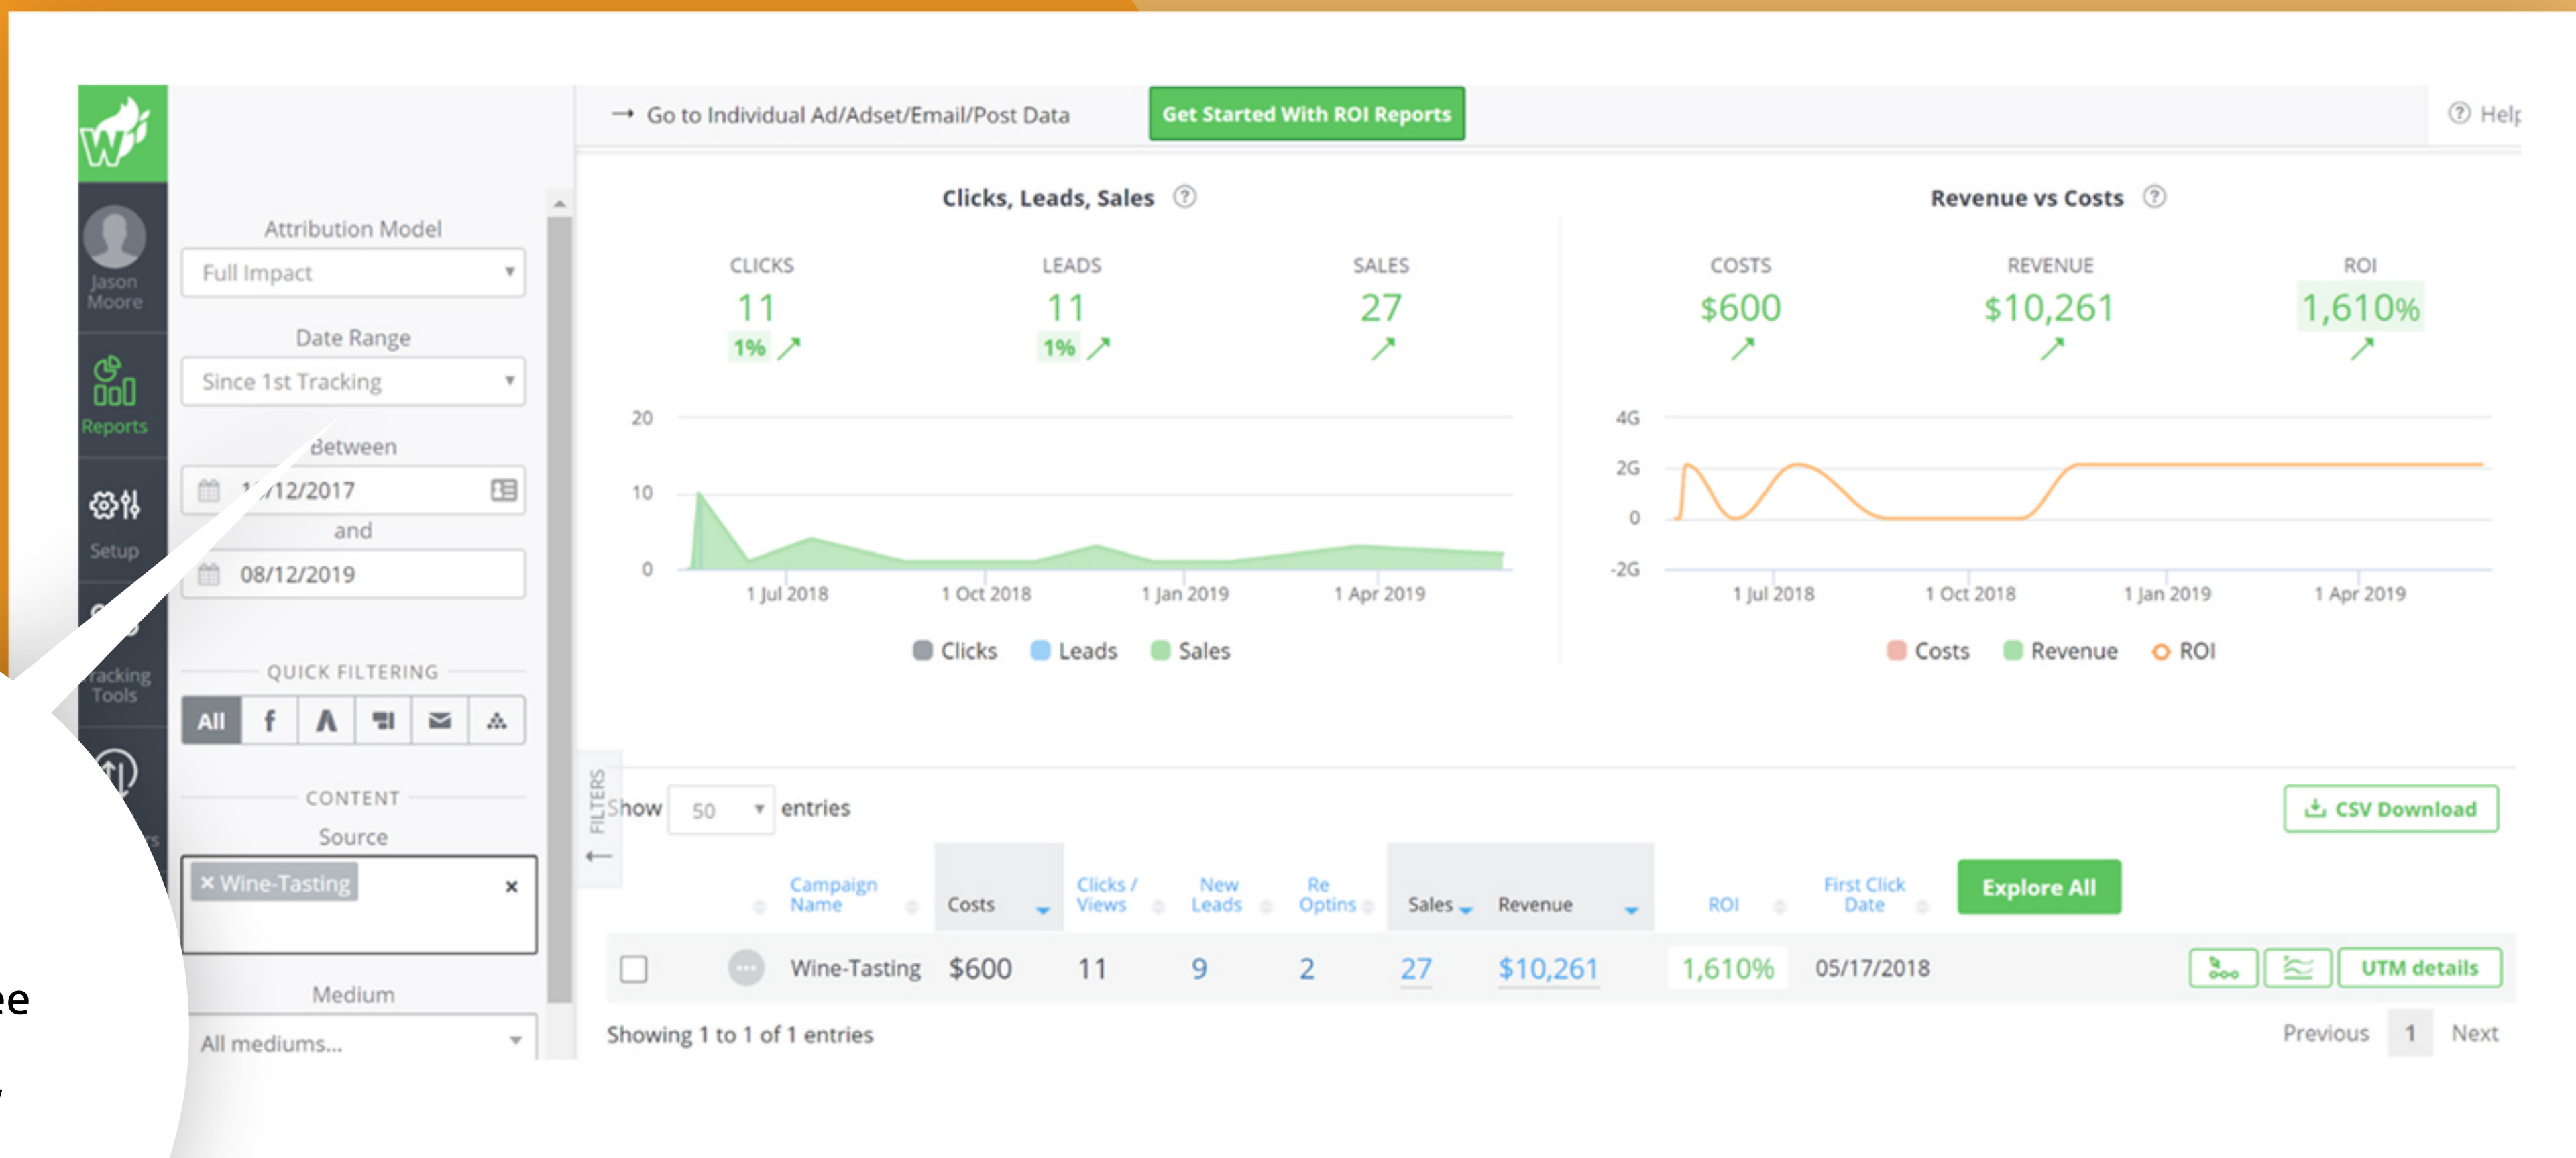 → Go to Individual Ad/Adset/Email/Post Data
Get Started With ROI Reports
Help
Jason
Moore
Reports
Setup
Tools
Attribution Model
Full Impact
Date Range
Since 1st Tracking
Between
/12/2017
and
08/12/2019
QUICK FILTERING
All
CONTENT
Source
× Wine-Tasting ×
Medium
All mediums...
Clicks, Leads, Sales ?
CLICKS LEADS SALES
11 11 27
1% 1%
20
10
0
1 Jul 2018 1 Oct 2018 1 Jan 2019 1 Apr 2019
Clicks Leads Sales
Revenue vs Costs ?
COSTS REVENUE ROI
$600 $10,261 1,610%
4G
2G
0
-2G
1 Jul 2018 1 Oct 2018 1 Jan 2019 1 Apr 2019
Costs Revenue ROI
FILTERS
Show 50 entries
CSV Download
Campaign Name Costs Clicks / Views New Leads Re Optins Sales Revenue ROI First Click Date Explore All
Wine-Tasting $600 11 9 2 27 $10,261 1,610% 05/17/2018 UTM details
Showing 1 to 1 of 1 entries
Previous 1 Next